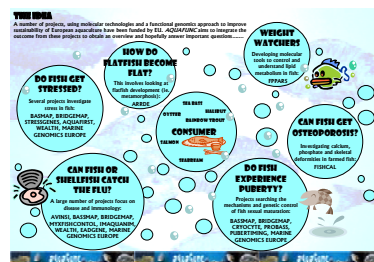 THE IDEA
A number of projects, using molecular technologies and a functional genomics approach to improve
sustainability of European aquaculture have been funded by EU. AQUAFUNC aims to integrate the
outcome from these projects to obtain an overview and hopefully answer important questions........
HOW DO
FLATFISH BECOME
FLAT?
This involves looking at
flatfish development (ie.
metamorphosis):
ARRDE
WEIGHT
WATCHERS
Developing molecular
tools to control and
understand lipid
metabolism in fish:
FPPARS
DO FISH GET
STRESSED?
Several projects investigate
stress in fish:
BASMAP, BRIDGEMAP,
STRESSGENES, AQUAFIRST,
WEALTH, MARINE
GENOMICS EUROPE
SEA BASS
OYSTER
HALIBUT
RAINBOW TROUT
CONSUMER
SALMON
SEABREAM
CAN FISH GET
OSTEOPOROSIS?
Investigating calcium,
phosphate and skeletal
deformities in farmed fish:
FISHCAL
CAN FISH OR
SHELLFISH CATCH
THE FLU?
A large number of projects focus on
disease and immunology:
AVINSI, BASSMAP, BRIDGEMAP,
MYXFISHCONTOL, IMAQUANIM,
WEALTH, EADGENE, MARINE
GENOMICS EUROPE
DO FISH
EXPERIENCE
PUBERTY?
Projects searching the
mechanisms and genetic control
of fish sexual maturation:
BASSMAP, BRIDGEMAP,
CRYOCYTE, PROBASS,
PUBERTIMING, MARINE
GENOMICS EUROPE